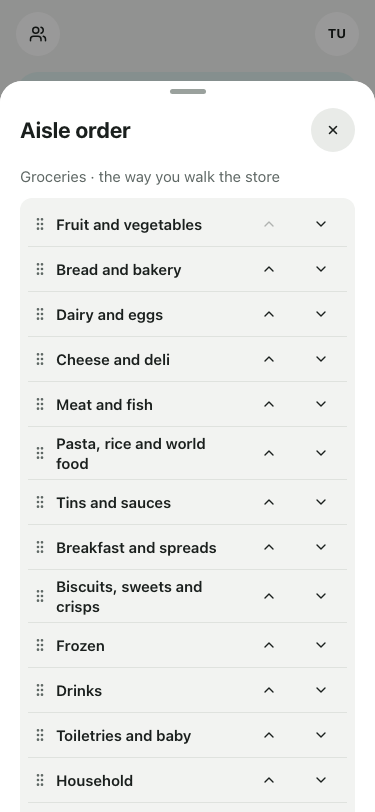 TU
Aisle order
Groceries · the way you walk the store
Fruit and vegetables
Bread and bakery
Dairy and eggs
Cheese and deli
Meat and fish
Pasta, rice and world
food
Tins and sauces
Breakfast and spreads
Biscuits, sweets and
crisps
Frozen
Drinks
Toiletries and baby
Household